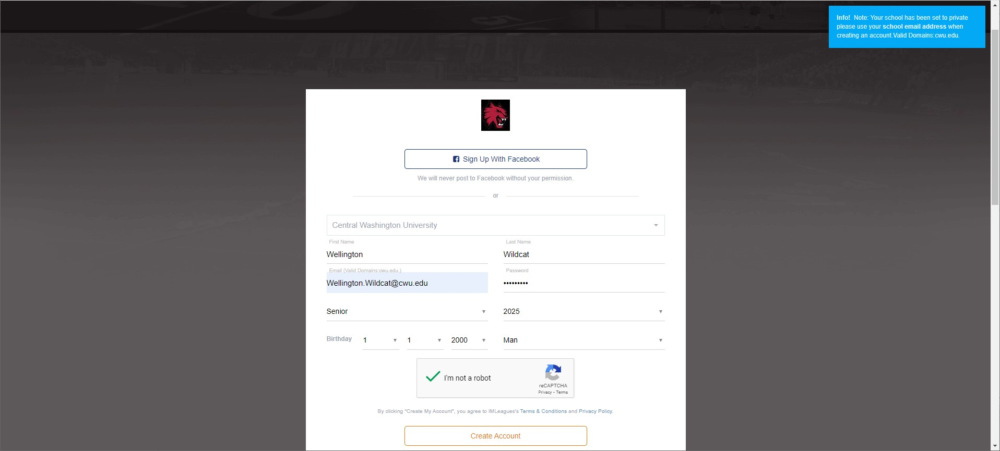 Info! Note: Your school has been set to private
please use your school email address when
creating an account.Valid Domains:cwu.edu.
Sign Up With Facebook
We will never post to Facebook without your permission.
or
Central Washington University
First Name
Last Name
Wellington
Wildcat
Email (Valid Domains:cwu.edu.)
Password
Wellington.Wildcat@cwu.edu
•••••••••
Senior
2025
Birthday
1
1
2000
Man
I'm not a robot
reCAPTCHA
Privacy - Terms
By clicking "Create My Account", you agree to IMLeagues's Terms & Conditions and Privacy Policy.
Create Account